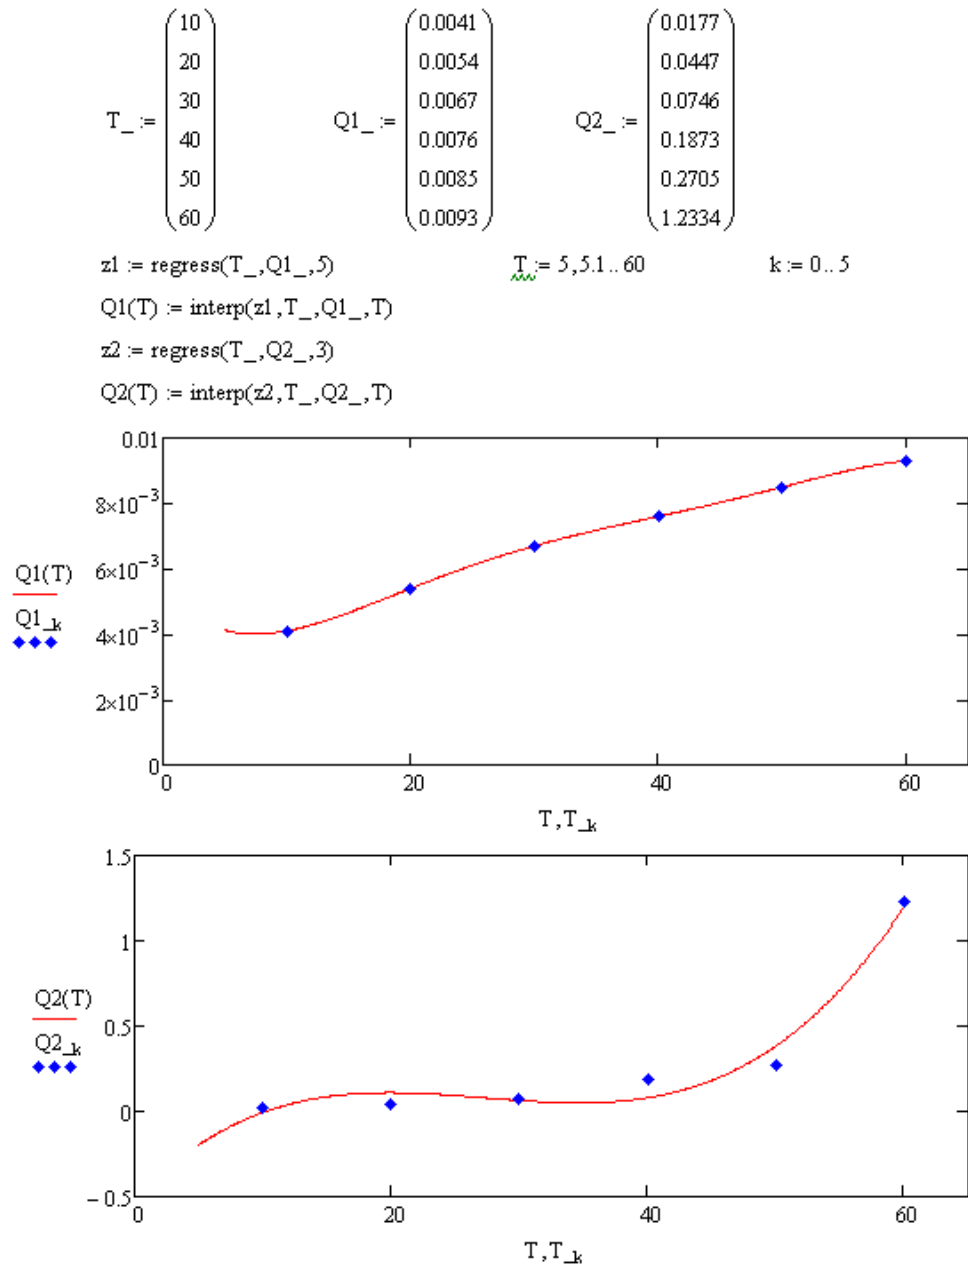 T_ := 10 20 30 40 50 60
Q1_ := 0.0041 0.0054 0.0067 0.0076 0.0085 0.0093
Q2_ := 0.0177 0.0447 0.0746 0.1873 0.2705 1.2334
z1 := regress(T_,Q1_,5)
T := 5,5.1..60
k := 0..5
Q1(T) := interp(z1,T_,Q1_,T)
z2 := regress(T_,Q2_,3)
Q2(T) := interp(z2,T_,Q2_,T)
0.01
8×10⁻³
6×10⁻³
4×10⁻³
2×10⁻³
0
Q1(T)
Q1_k
0 20 40 60
T,T_k
1.5
1
0.5
0
−0.5
Q2(T)
Q2_k
0 20 40 60
T,T_k